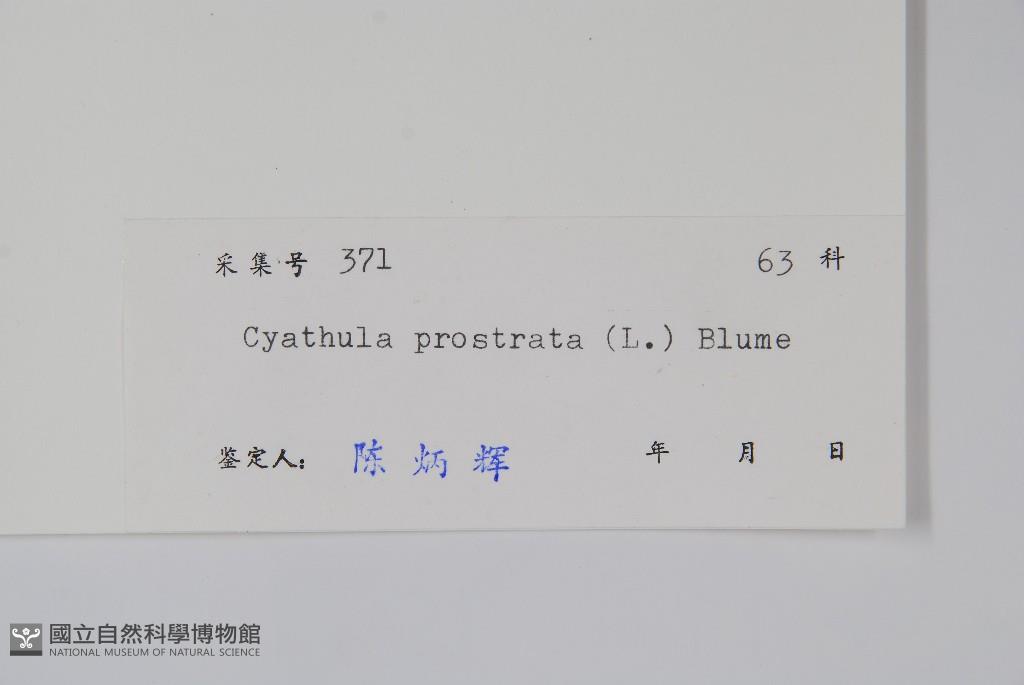 采集号 371 63 科
Cyathula prostrata (L.) Blume
鉴定人: 陈炳辉 年 月 日
國立自然科學博物館
NATIONAL MUSEUM OF NATURAL SCIENCE